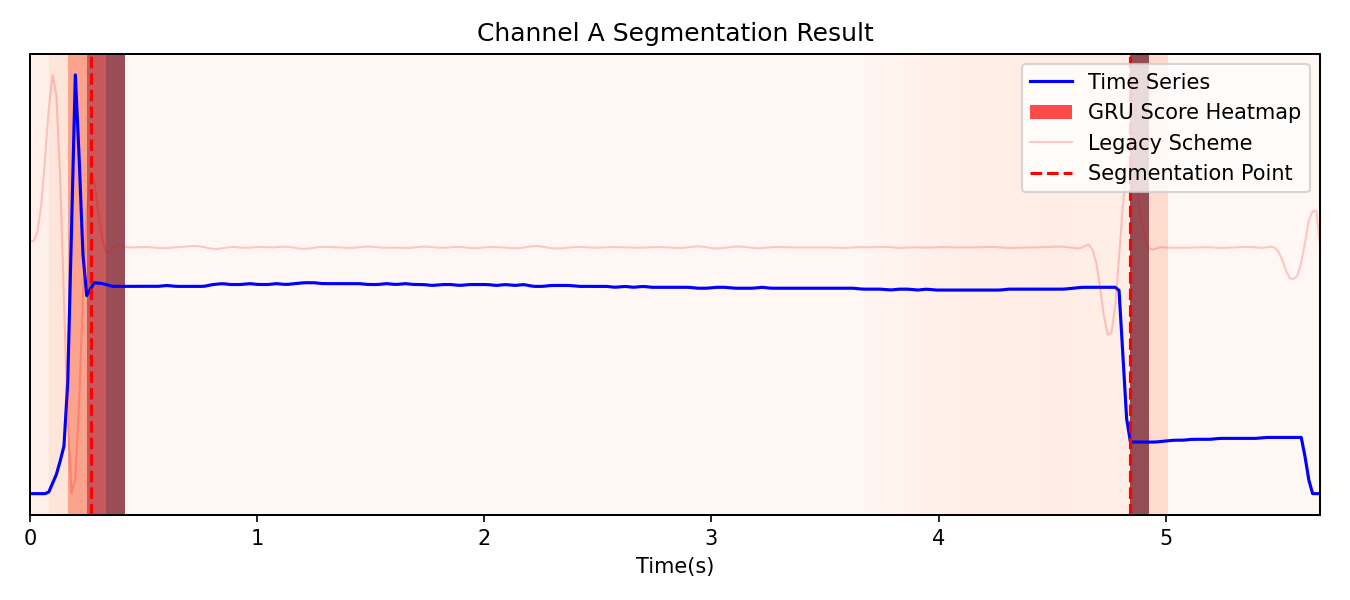 Channel A Segmentation Result
Time Series
GRU Score Heatmap
Legacy Scheme
Segmentation Point
0 1 2 3 4 5
Time(s)